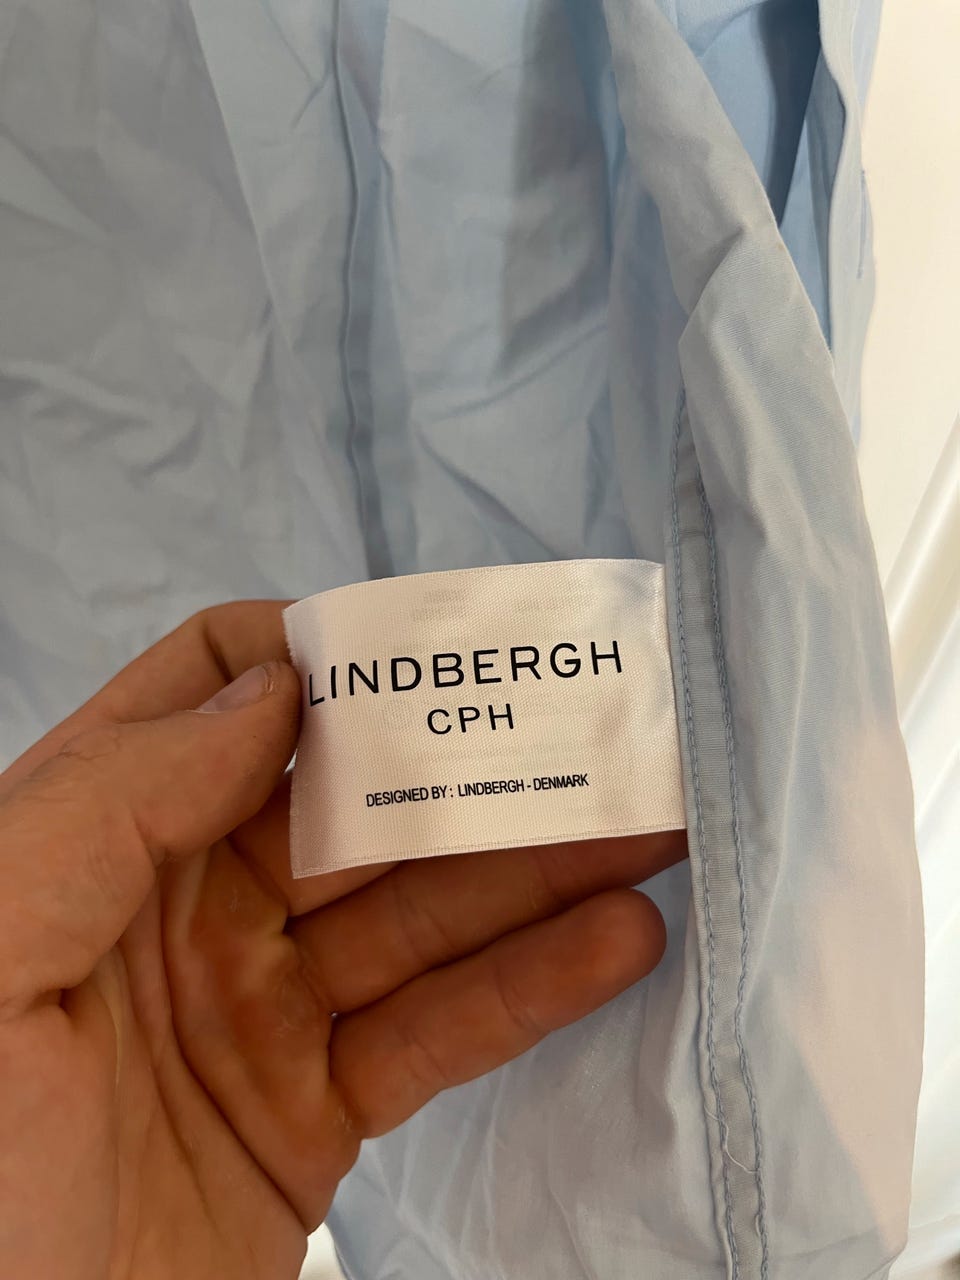 LINDBERGH
CPH
DESIGNED BY: LINDBERGH - DENMARK